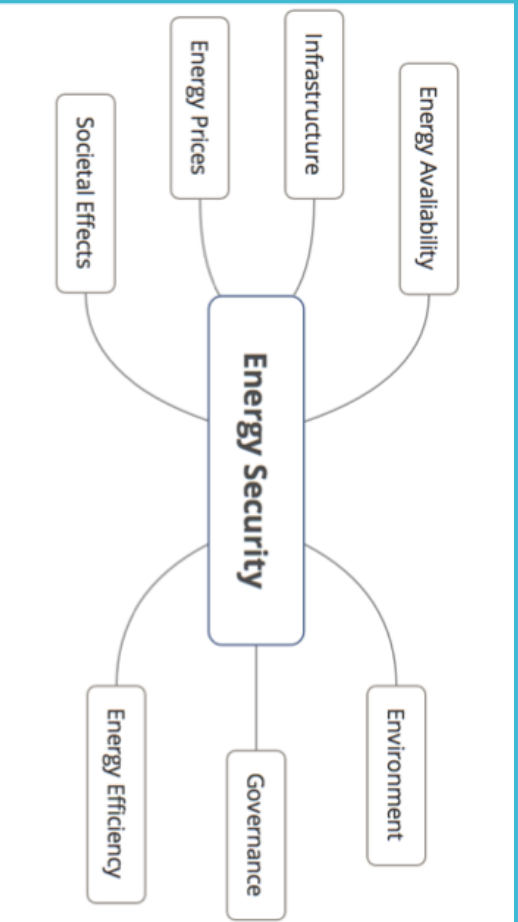 Energy Avaliability
Infrastructure
Energy Prices
Societal Effects
Energy Security
Environment
Governance
Energy Efficiency